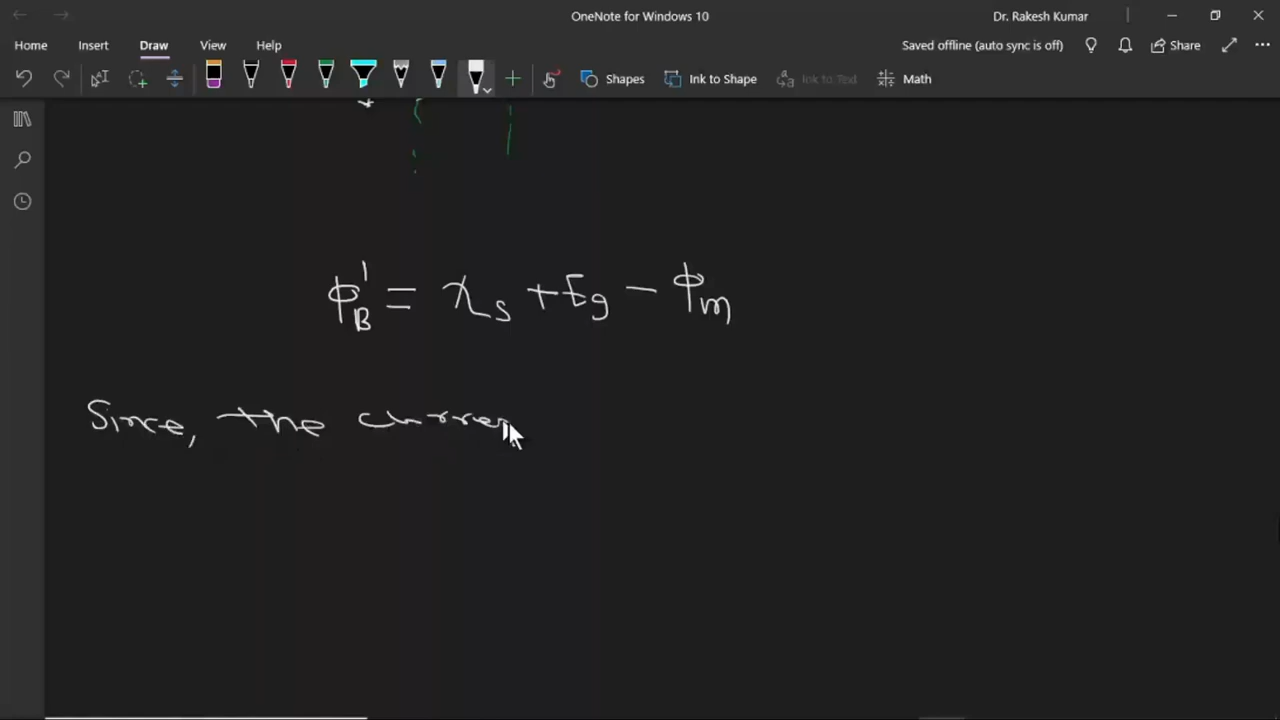 OneNote for Windows 10
Dr. Rakesh Kumar
Home Insert Draw View Help
Saved offline (auto sync is off)
Share
Shapes
Ink to Shape
Ink to Text
Math
ϕ'B = χs + Eg − ϕm
Since, the curren